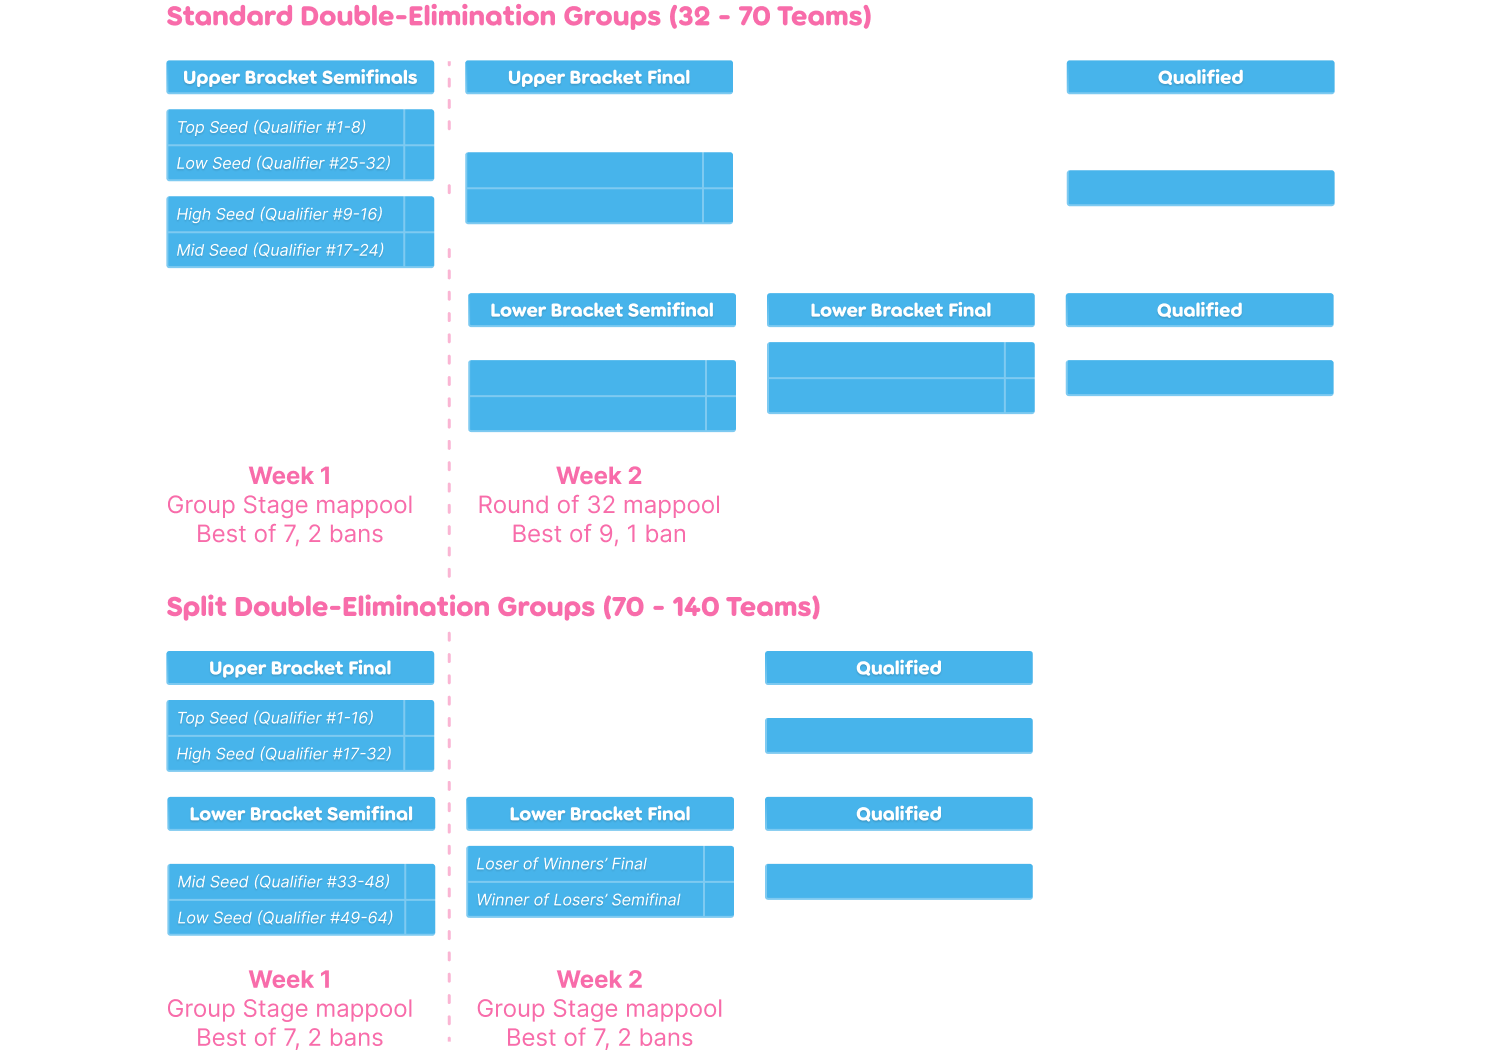 Standard Double-Elimination Groups (32 - 70 Teams)
Upper Bracket Semifinals
Upper Bracket Final
Qualified
Top Seed (Qualifier #1-8)
Low Seed (Qualifier #25-32)
High Seed (Qualifier #9-16)
Mid Seed (Qualifier #17-24)
Lower Bracket Semifinal
Lower Bracket Final
Qualified
Week 1
Group Stage mappool
Best of 7, 2 bans
Week 2
Round of 32 mappool
Best of 9, 1 ban
Split Double-Elimination Groups (70 - 140 Teams)
Upper Bracket Final
Qualified
Top Seed (Qualifier #1-16)
High Seed (Qualifier #17-32)
Lower Bracket Semifinal
Lower Bracket Final
Qualified
Mid Seed (Qualifier #33-48)
Low Seed (Qualifier #49-64)
Loser of Winners’ Final
Winner of Losers’ Semifinal
Week 1
Group Stage mappool
Best of 7, 2 bans
Week 2
Group Stage mappool
Best of 7, 2 bans